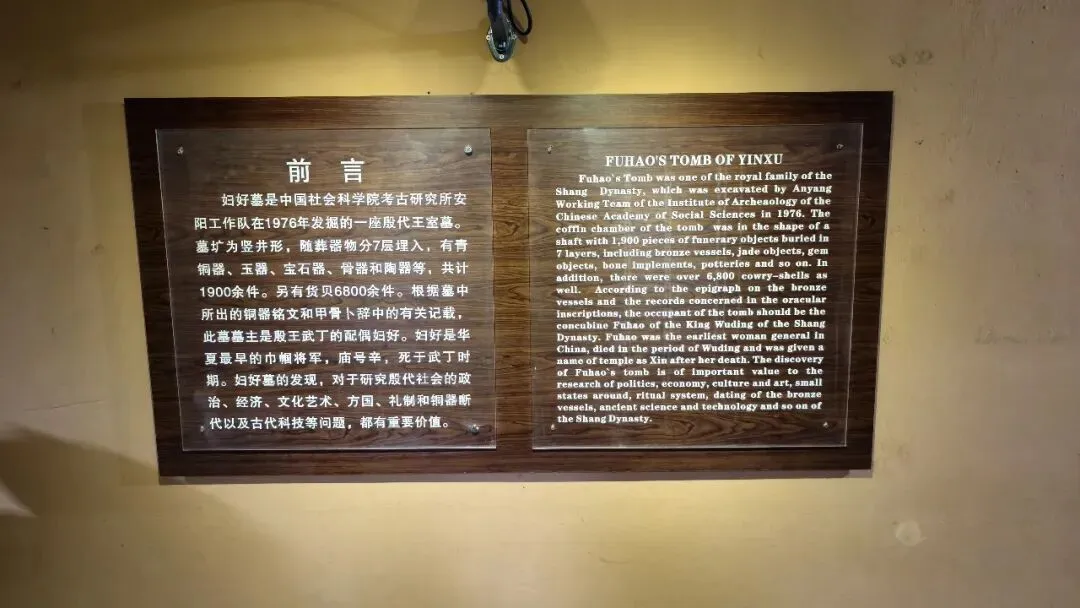 前言
妇好墓是中国社会科学院考古研究所安
阳工作队在1976年发掘的一座殷代王室墓。
墓圹为竖井形，随葬器物分7层埋入，有青
铜器、玉器、宝石器、骨器和陶器等，共计
1900余件。另有货贝6800余件。根据墓中
所出的铜器铭文和甲骨卜辞中的有关记载，
此墓墓主是殷王武丁的配偶妇好。妇好是华
夏最早的巾帼将军，庙号辛，死于武丁时
期。妇好墓的发现，对于研究殷代社会的政
治、经济、文化艺术、方国、礼制和铜器断
代以及古代科技等问题，都有重要价值。
FUHAO'S TOMB OF YINXU
Fuhao`s Tomb was one of the royal family of the
Shang Dynasty, which was excavated by Anyang
Working Team of the Institute of Archeaology of the
Chinese Academy of Social Sciences in 1976. The
coffin chamber of the tomb was in the shape of a
shaft with 1,900 pieces of funerary objects buried in
7 layers, including bronze vessels, jade objects, gem
objects, bone implements, potteries and so on. In
addition, there were over 6,800 cowry-shells as
well. According to the epigraph on the bronze
vessels and the records concerned in the oracular
inscriptions, the occupant of the tomb should be the
concubine Fuhao of the King Wuding of the Shang
Dynasty. Fuhao was the earliest woman general in
China, died in the period of Wuding and was given a
name of temple as Xin after her death. The discovery
of Fuhao`s tomb is of important value to the
research of politics, economy, culture and art, small
states around, ritual system, dating of the bronze
vessels, ancient science and technology and so on of
the Shang Dynasty.